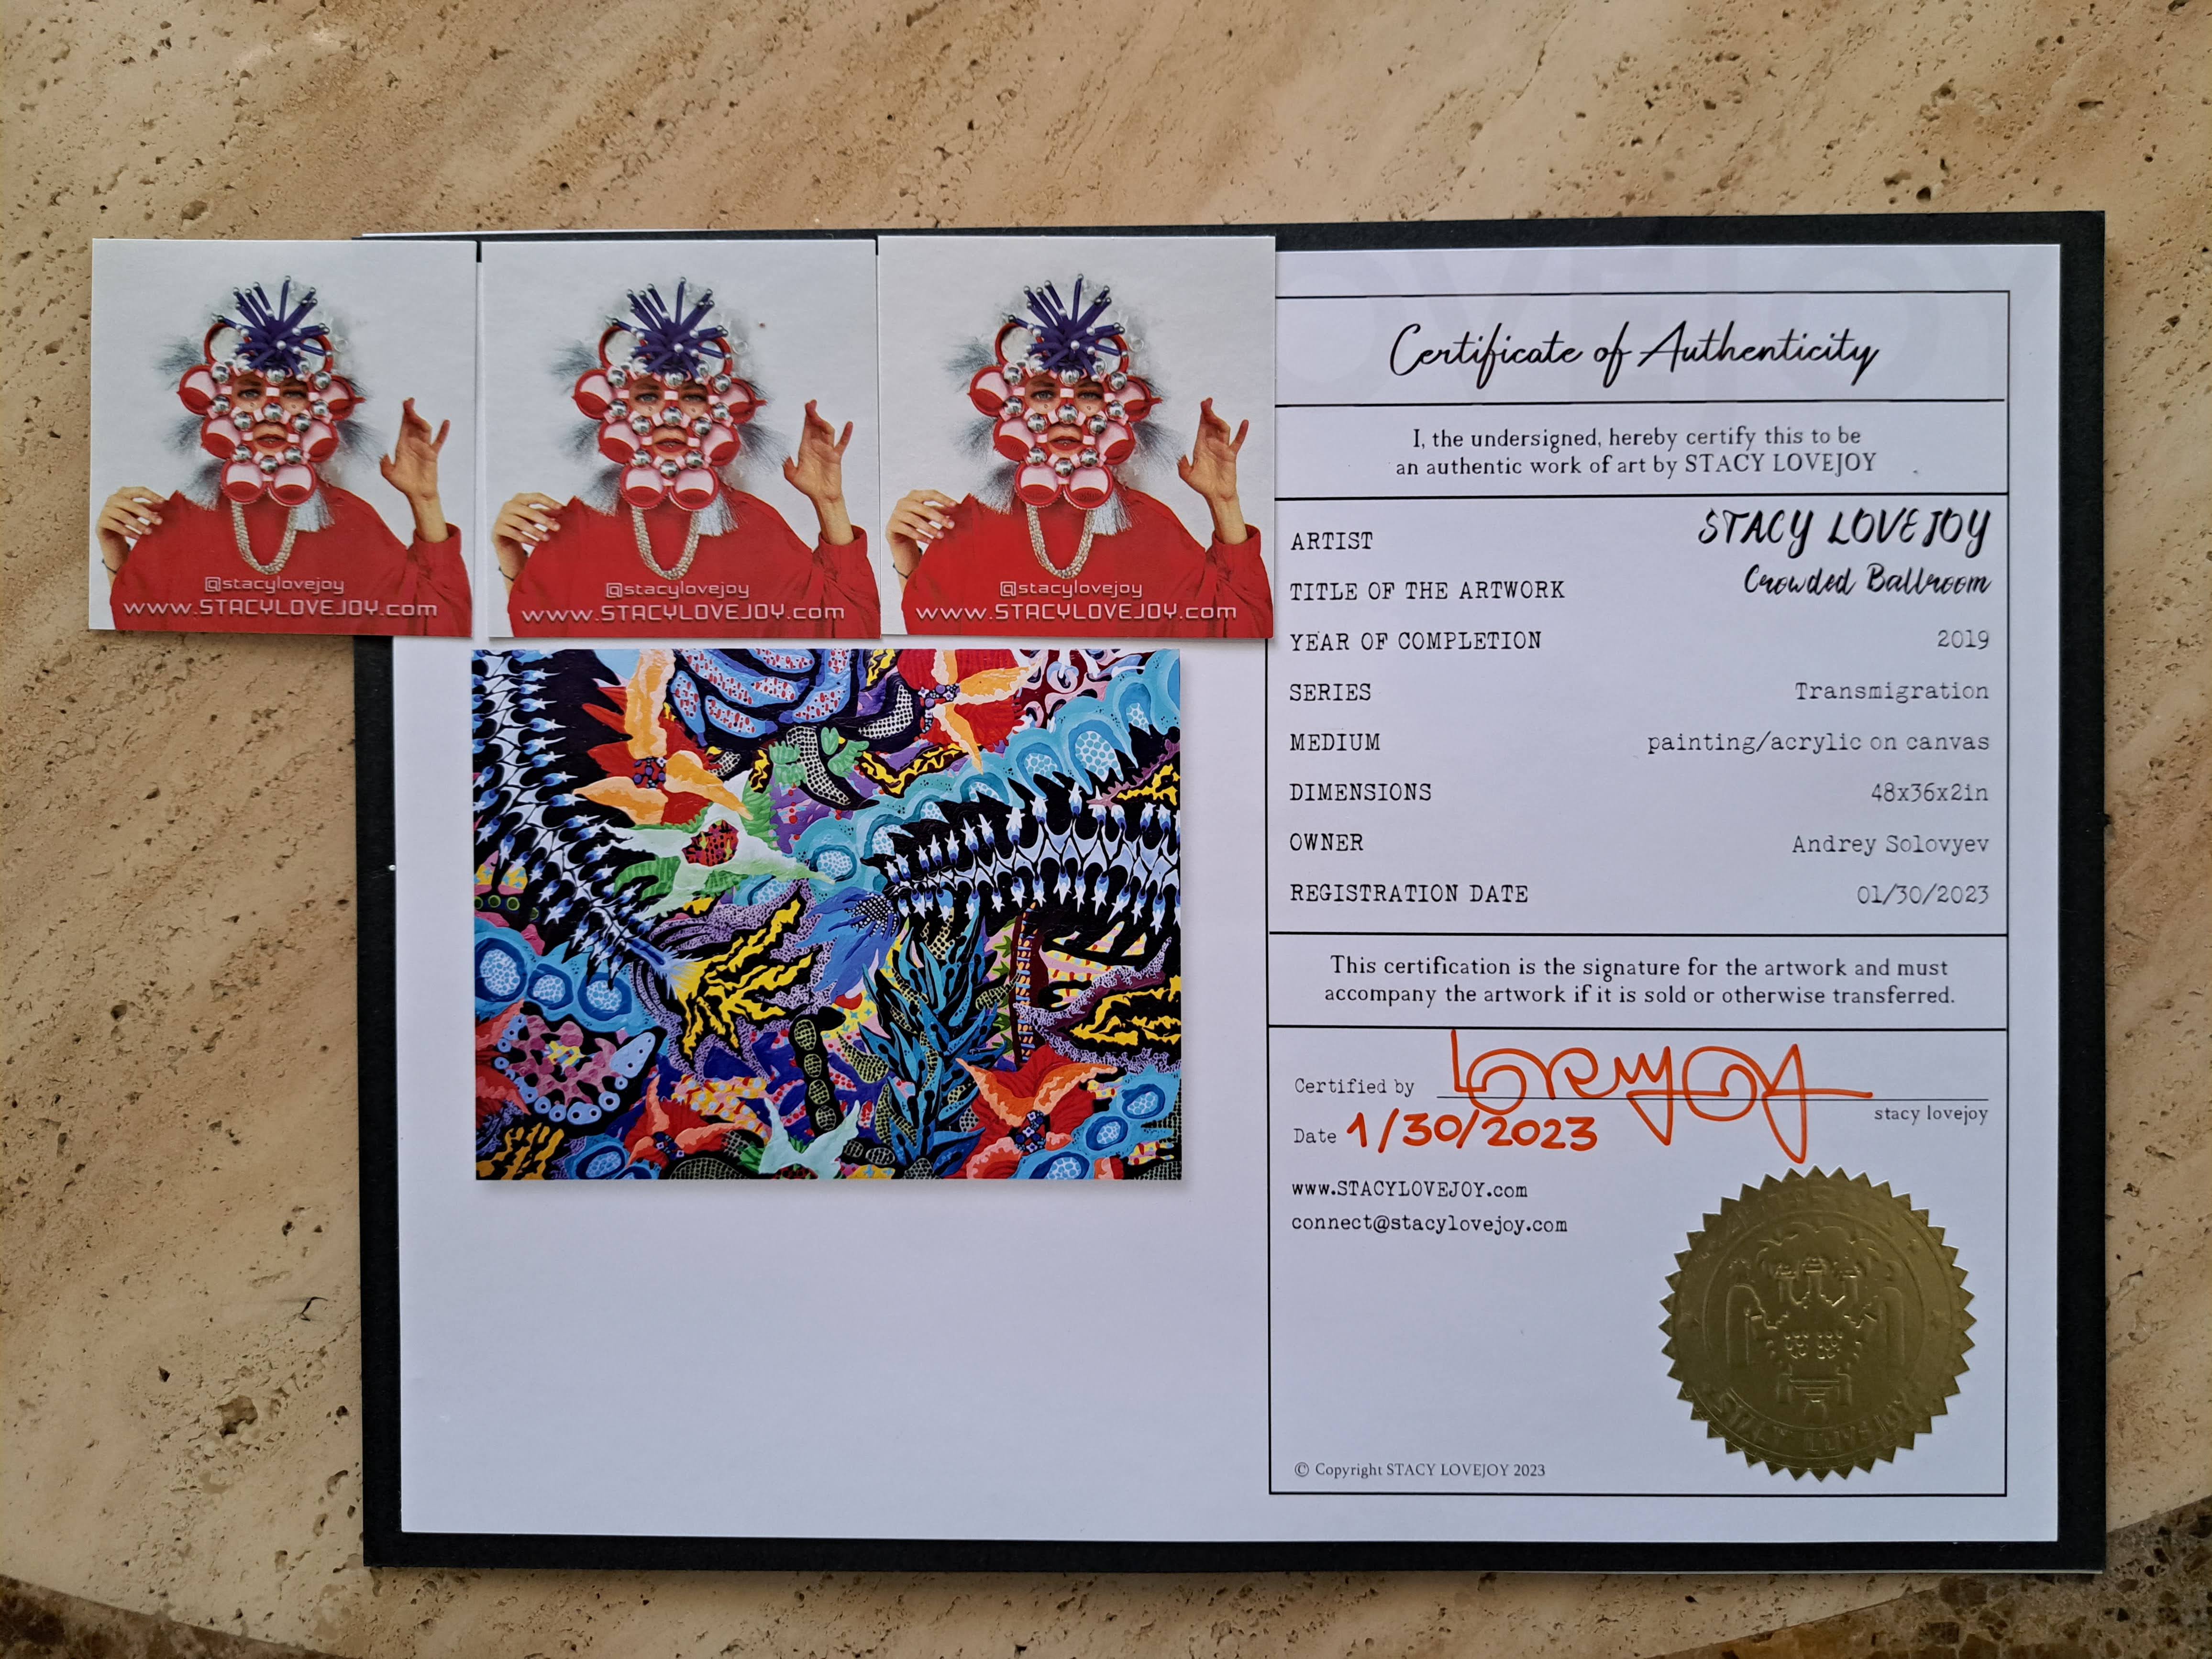 @stacylovejoy
www.STACYLOVEJOY.com
@stacylovejoy
www.STACYLOVEJOY.com
@stacylovejoy
www.STACYLOVEJOY.com
Certificate of Authenticity
I, the undersigned, hereby certify this to be
an authentic work of art by STACY LOVEJOY
ARTIST STACY LOVEJOY
TITLE OF THE ARTWORK Crowded Ballroom
YEAR OF COMPLETION 2019
SERIES Transmigration
MEDIUM painting/acrylic on canvas
DIMENSIONS 48x36x2in
OWNER Andrey Solovyev
REGISTRATION DATE 01/30/2023
This certification is the signature for the artwork and must
accompany the artwork if it is sold or otherwise transferred.
Certified by Lovejoy
stacy lovejoy
Date 1/30/2023
www.STACYLOVEJOY.com
connect@stacylovejoy.com
STACY LOVEJOY
© Copyright STACY LOVEJOY 2023